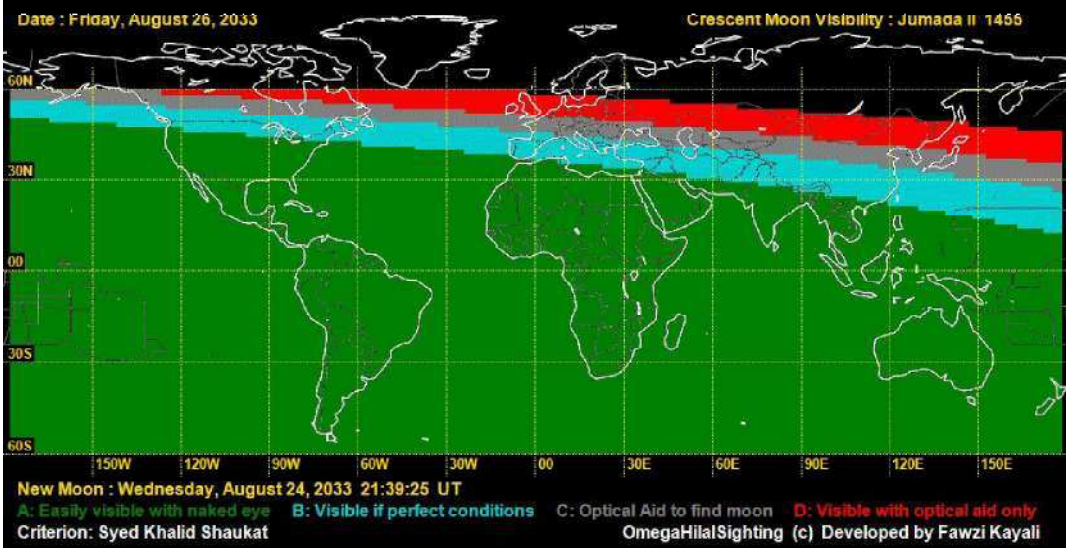 Date : Friday, August 26, 2033 Crescent Moon Visibility : Jumada II 1455
60N
30N
00
30S
60S
150W 120W 90W 60W 30W 00 30E 60E 90E 120E 150E
New Moon : Wednesday, August 24, 2033 21:39:25 UT
A: Easily visible with naked eye B: Visible if perfect conditions C: Optical Aid to find moon D: Visible with optical aid only
Criterion: Syed Khalid Shaukat OmegaHilalSighting (c) Developed by Fawzi Kayali